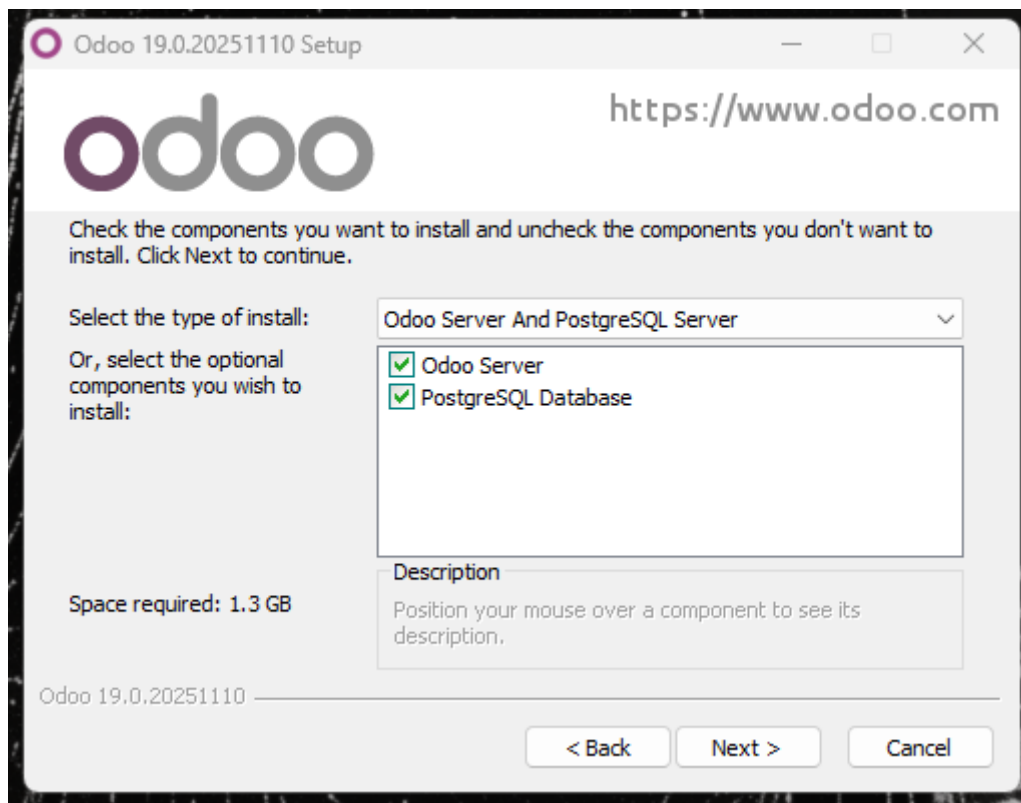 Odoo 19.0.20251110 Setup
odoo
https://www.odoo.com
Check the components you want to install and uncheck the components you don't want to
install. Click Next to continue.
Select the type of install:
Odoo Server And PostgreSQL Server
Or, select the optional
components you wish to
install:
Odoo Server
PostgreSQL Database
Space required: 1.3 GB
Description
Position your mouse over a component to see its
description.
Odoo 19.0.20251110
< Back
Next >
Cancel